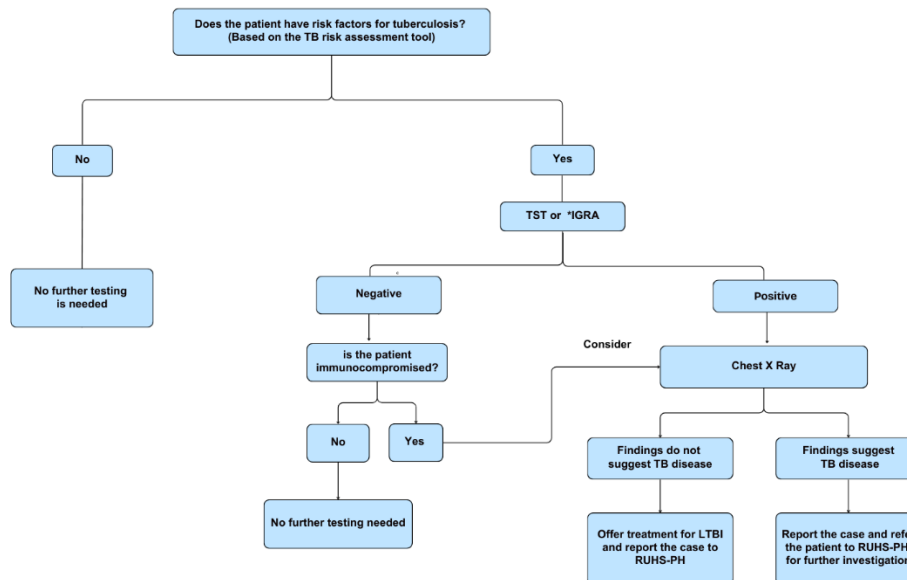 Does the patient have risk factors for tuberculosis?
(Based on the TB risk assessment tool)
No
Yes
TST or *IGRA
No further testing
is needed
Negative
Positive
is the patient
immunocompromised?
Consider
Chest X Ray
No
Yes
Findings do not
suggest TB disease
Findings suggest
TB disease
No further testing needed
Offer treatment for LTBI
and report the case to
RUHS-PH
Report the case and refe
the patient to RUHS-PH
for further investigation